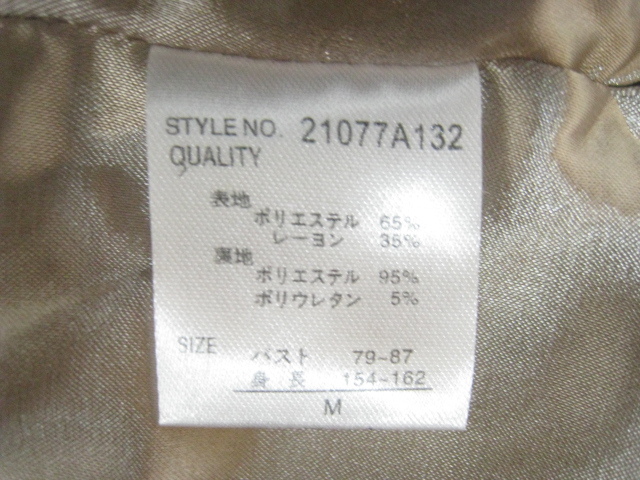 STYLE NO. 21077A132
QUALITY
表地
ポリエステル 65%
レーヨン 35%
裏地
ポリエステル 95%
ポリウレタン 5%
SIZE バスト 79~87
身長 154~162
M